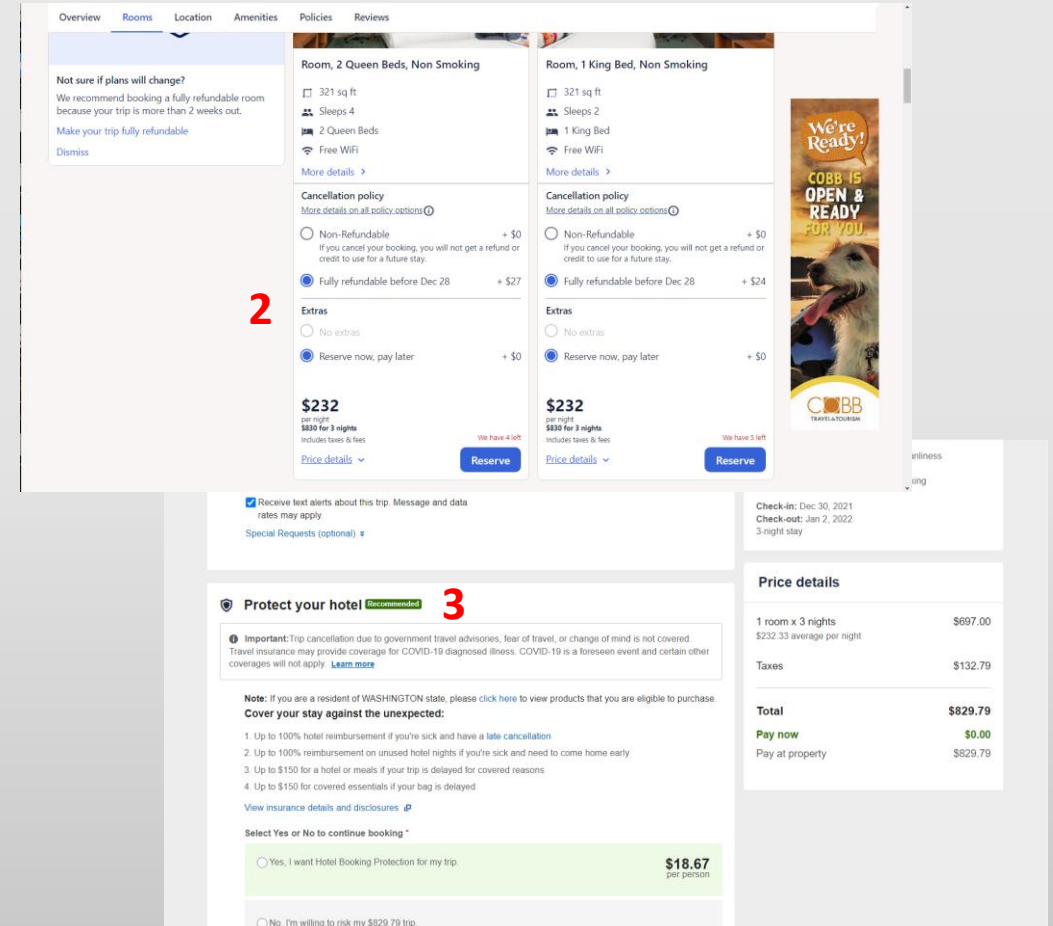 Overview Rooms Location Amenities Policies Reviews
Not sure if plans will change?
We recommend booking a fully refundable room
because your trip is more than 2 weeks out.
Make your trip fully refundable
Dismiss
Room, 2 Queen Beds, Non Smoking
321 sq ft
Sleeps 4
2 Queen Beds
Free WiFi
More details >
Cancellation policy
More details on all policy options
Non-Refundable + $0
If you cancel your booking, you will not get a refund or
credit to use for a future stay.
Fully refundable before Dec 28 + $27
Extras
No extras
Reserve now, pay later + $0
$232
per night
$830 for 3 nights
Includes taxes & fees
We have 4 left
Price details
Reserve
Room, 1 King Bed, Non Smoking
321 sq ft
Sleeps 2
1 King Bed
Free WiFi
More details >
Cancellation policy
More details on all policy options
Non-Refundable + $0
If you cancel your booking, you will not get a refund or
credit to use for a future stay.
Fully refundable before Dec 28 + $24
Extras
No extras
Reserve now, pay later + $0
$232
per night
$830 for 3 nights
Includes taxes & fees
We have 5 left
Price details
Reserve
We're
Ready!
COBB IS
OPEN &
READY
FOR YOU.
COBB
TRAVEL & TOURISM
2
Receive text alerts about this trip. Message and data
rates may apply.
Special Requests (optional)
Protect your hotel Recommended
3
Important: Trip cancellation due to government travel advisories, fear of travel, or change of mind is not covered.
Travel insurance may provide coverage for COVID-19 diagnosed illness. COVID-19 is a foreseen event and certain other
coverages will not apply. Learn more
Note: If you are a resident of WASHINGTON state, please click here to view products that you are eligible to purchase.
Cover your stay against the unexpected:
1. Up to 100% hotel reimbursement if you're sick and have a late cancellation
2. Up to 100% reimbursement on unused hotel nights if you're sick and need to come home early
3. Up to $150 for a hotel or meals if your trip is delayed for covered reasons
4. Up to $150 for covered essentials if your bag is delayed
View insurance details and disclosures
Select Yes or No to continue booking *
Yes, I want Hotel Booking Protection for my trip.
$18.67
per person
No, I'm willing to risk my $829.79 trip.
Check-in: Dec 30, 2021
Check-out: Jan 2, 2022
3-night stay
Price details
1 room x 3 nights $697.00
$232.33 average per night
Taxes $132.79
Total $829.79
Pay now $0.00
Pay at property $829.79